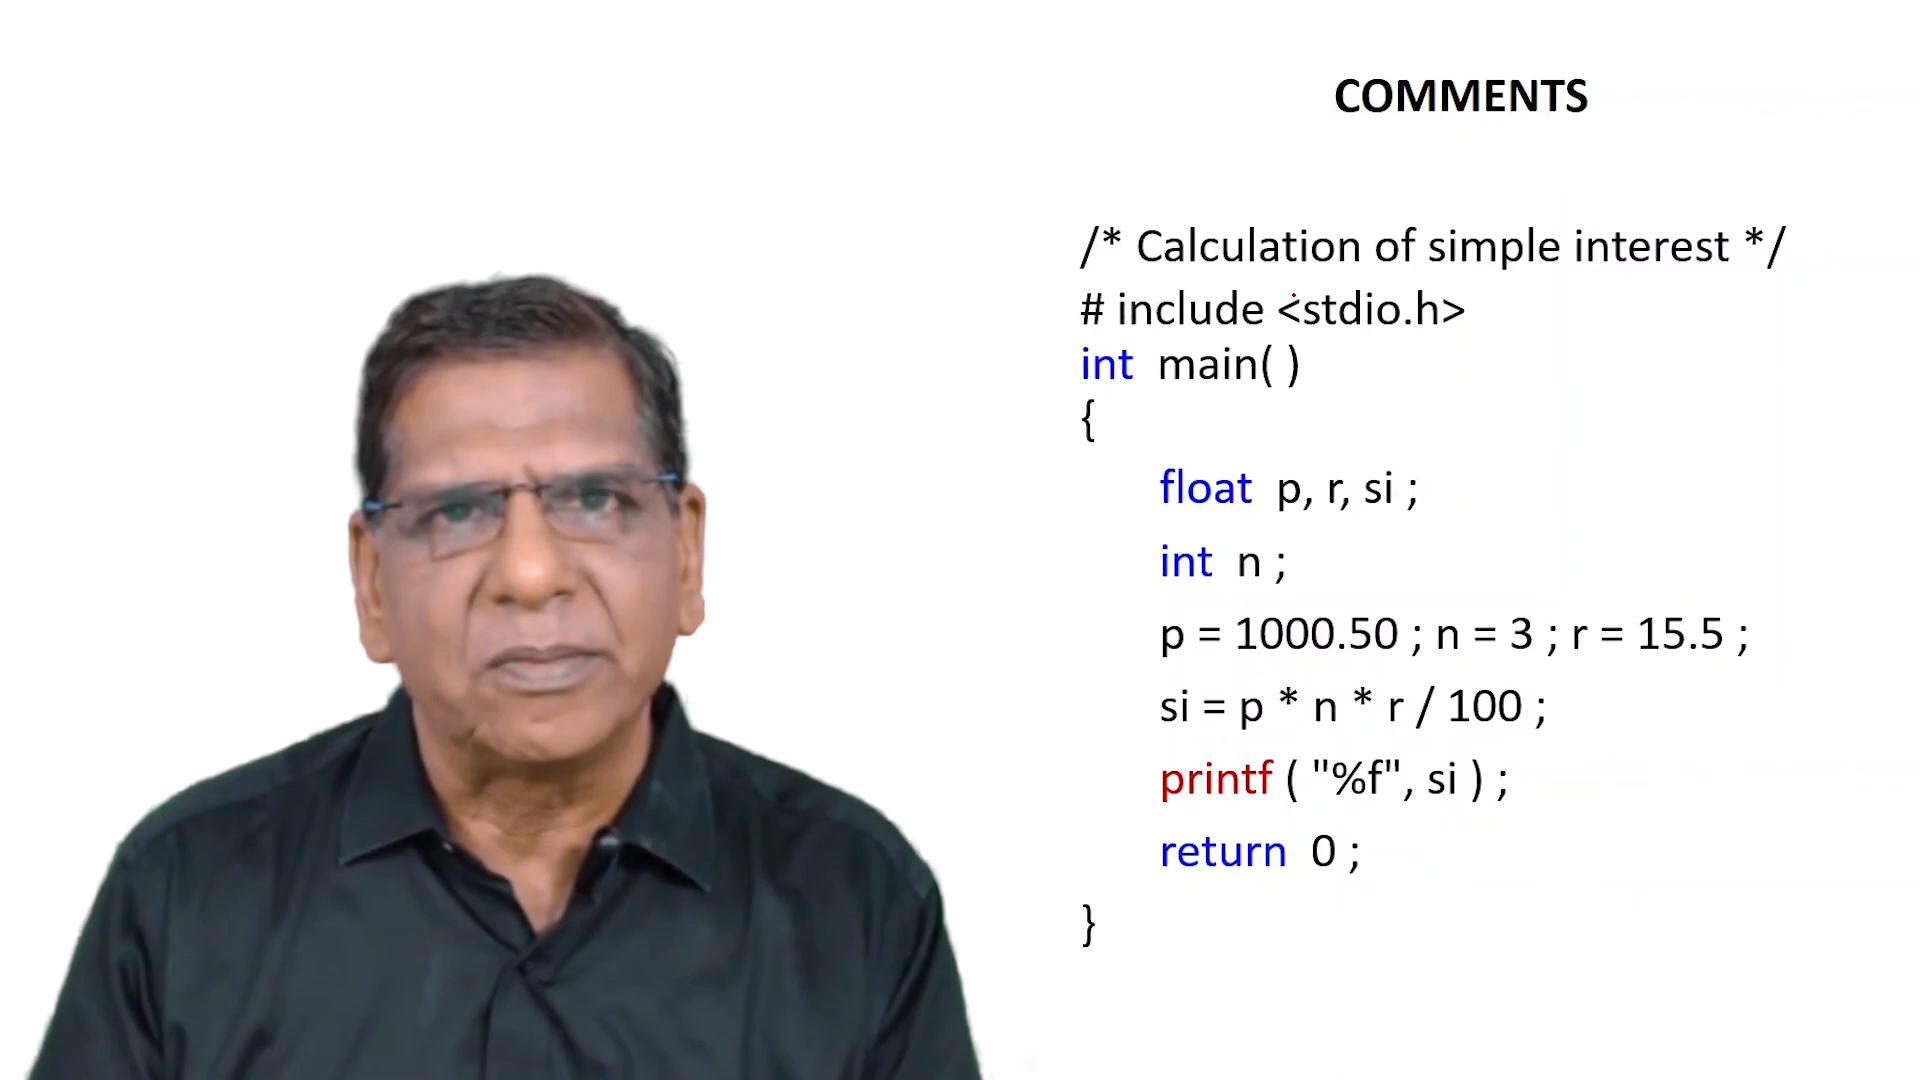 COMMENTS
/* Calculation of simple interest */
# include <stdio.h>
int main( )
{
float p, r, si ;
int n ;
p = 1000.50 ; n = 3 ; r = 15.5 ;
si = p * n * r / 100 ;
printf ( "%f", si ) ;
return 0 ;
}